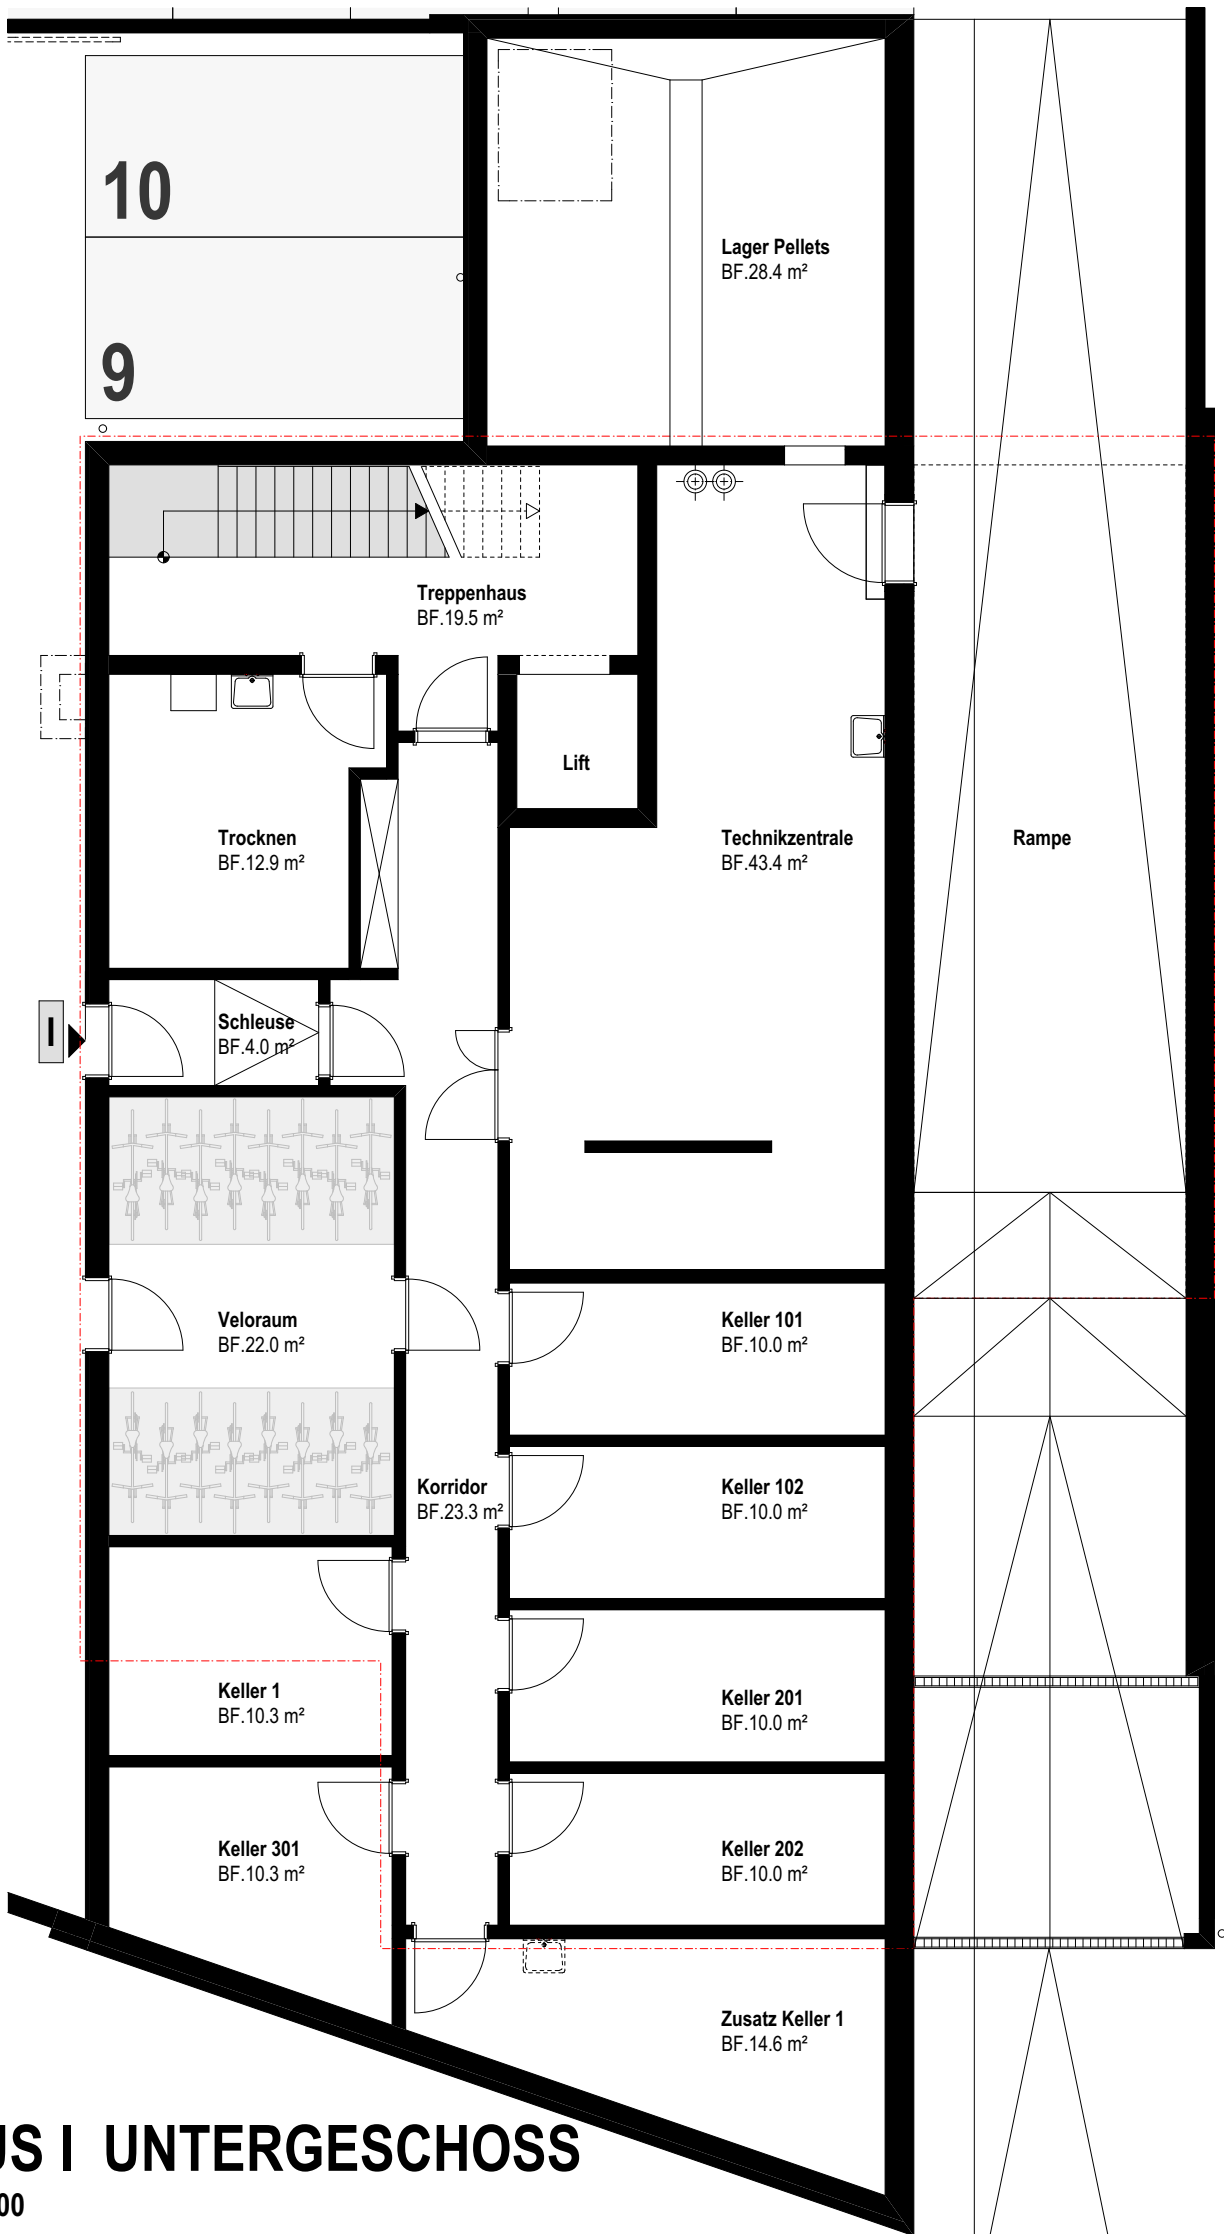 10
9
Lager Pellets
BF.28.4 m²
Treppenhaus
BF.19.5 m²
Lift
Trocknen
BF.12.9 m²
Technikzentrale
BF.43.4 m²
Rampe
I
Schleuse
BF.4.0 m²
Veloraum
BF.22.0 m²
Keller 101
BF.10.0 m²
Korridor
BF.23.3 m²
Keller 102
BF.10.0 m²
Keller 1
BF.10.3 m²
Keller 201
BF.10.0 m²
Keller 301
BF.10.3 m²
Keller 202
BF.10.0 m²
Zusatz Keller 1
BF.14.6 m²
US I UNTERGESCHOSS
00